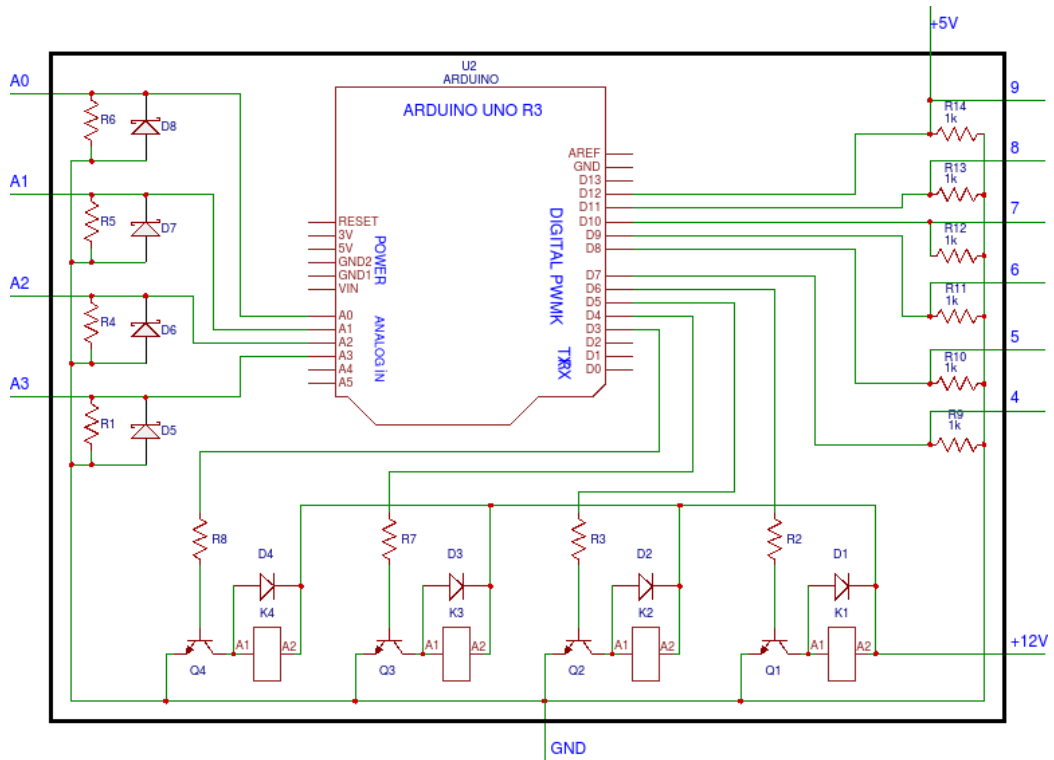 +5V
U2
ARDUINO
A0
9
R14
1k
ARDUINO UNO R3
R6
D8
8
AREF
GND
D13
D12
D11
D10
D9
D8
D7
D6
D5
D4
D3
D2
D1
D0
R13
1k
A1
7
R5
D7
RESET
3V
5V
GND2
GND1
VIN
POWER
DIGITAL PWMK
R12
1k
A2
6
R4
D6
A0
A1
A2
A3
A4
A5
ANALOG IN
R11
1k
5
R10
1k
A3
4
R1
D5
R9
1k
R8
R7
R3
R2
D4
D3
D2
D1
K4
K3
K2
K1
A1
A2
A1
A2
A1
A2
A1
A2
+12V
Q4
Q3
Q2
Q1
GND